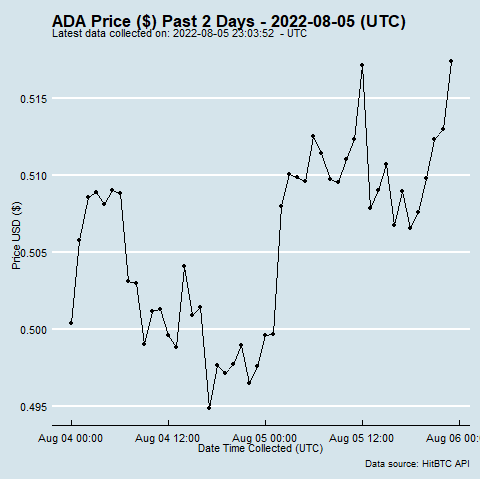 ADA Price ($) Past 2 Days - 2022-08-05 (UTC)
Latest data collected on: 2022-08-05 23:03:52 - UTC
0.515
0.510
0.505
0.500
0.495
Price USD ($)
Aug 04 00:00 Aug 04 12:00 Aug 05 00:00 Aug 05 12:00 Aug 06 00:
Date Time Collected (UTC)
Data source: HitBTC API